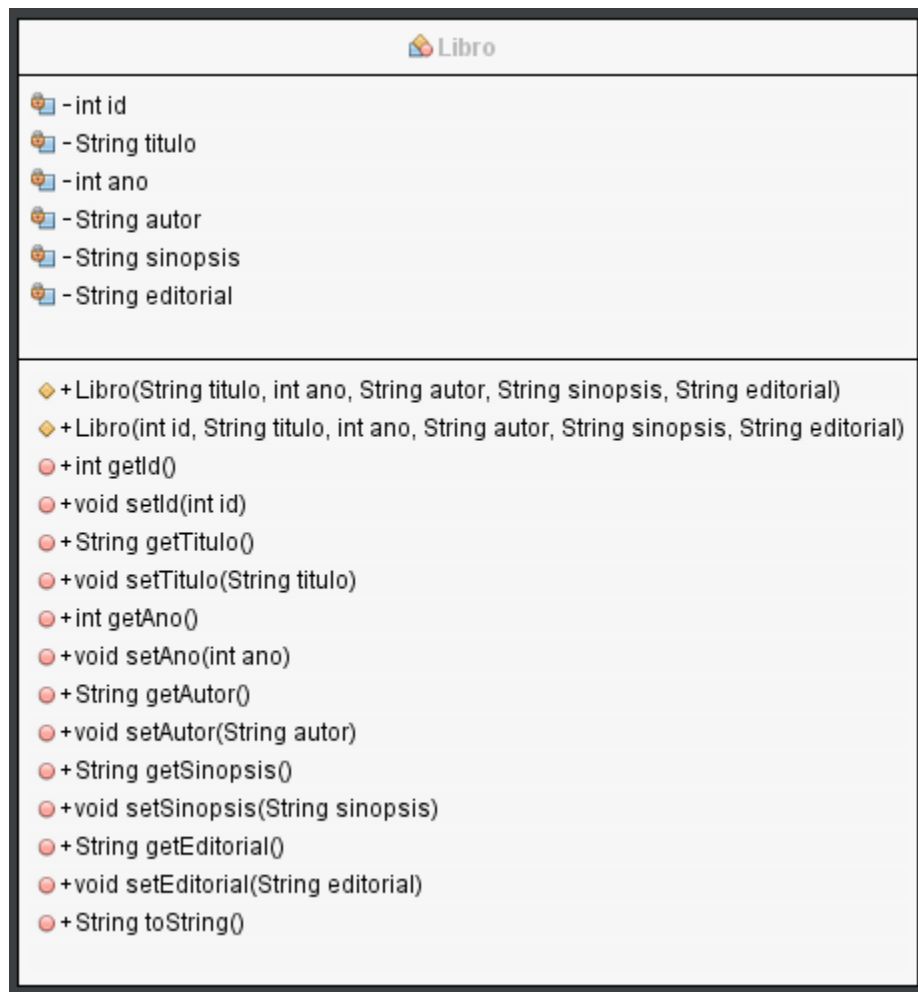 Libro
-int id
-String titulo
-int ano
-String autor
-String sinopsis
-String editorial
+Libro(String titulo, int ano, String autor, String sinopsis, String editorial)
+Libro(int id, String titulo, int ano, String autor, String sinopsis, String editorial)
+int getId()
+void setId(int id)
+String getTitulo()
+void setTitulo(String titulo)
+int getAno()
+void setAno(int ano)
+String getAutor()
+void setAutor(String autor)
+String getSinopsis()
+void setSinopsis(String sinopsis)
+String getEditorial()
+void setEditorial(String editorial)
+String toString()